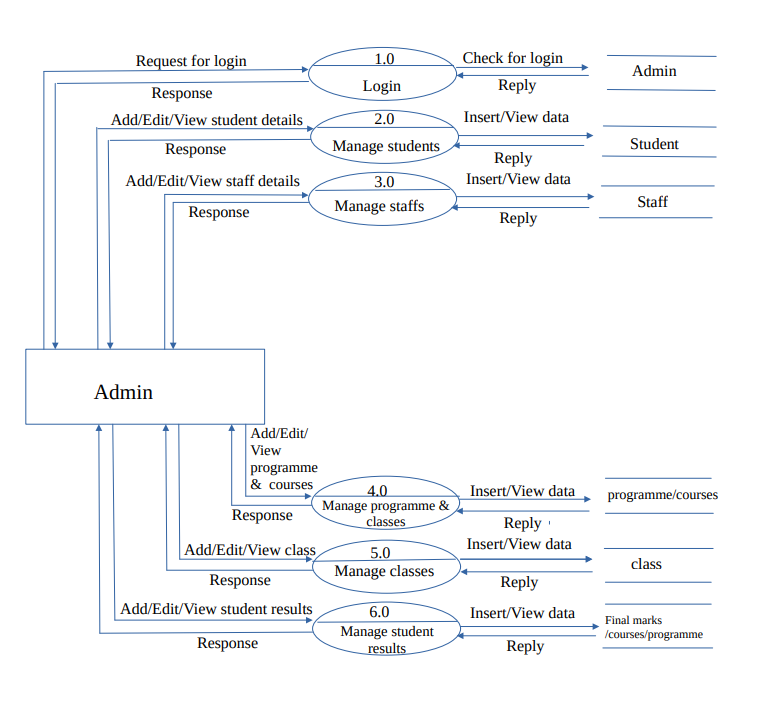 Request for login
1.0
Check for login
Login
Admin
Response
Reply
Add/Edit/View student details
2.0
Insert/View data
Response
Manage students
Student
Reply
Add/Edit/View staff details
3.0
Insert/View data
Response
Manage staffs
Staff
Reply
Admin
Add/Edit/
View
programme
& courses
4.0
Insert/View data
programme/courses
Manage programme &
classes
Response
Reply
Add/Edit/View class
5.0
Insert/View data
Manage classes
class
Response
Reply
Add/Edit/View student results
6.0
Insert/View data
Final marks
/courses/programme
Manage student
results
Response
Reply